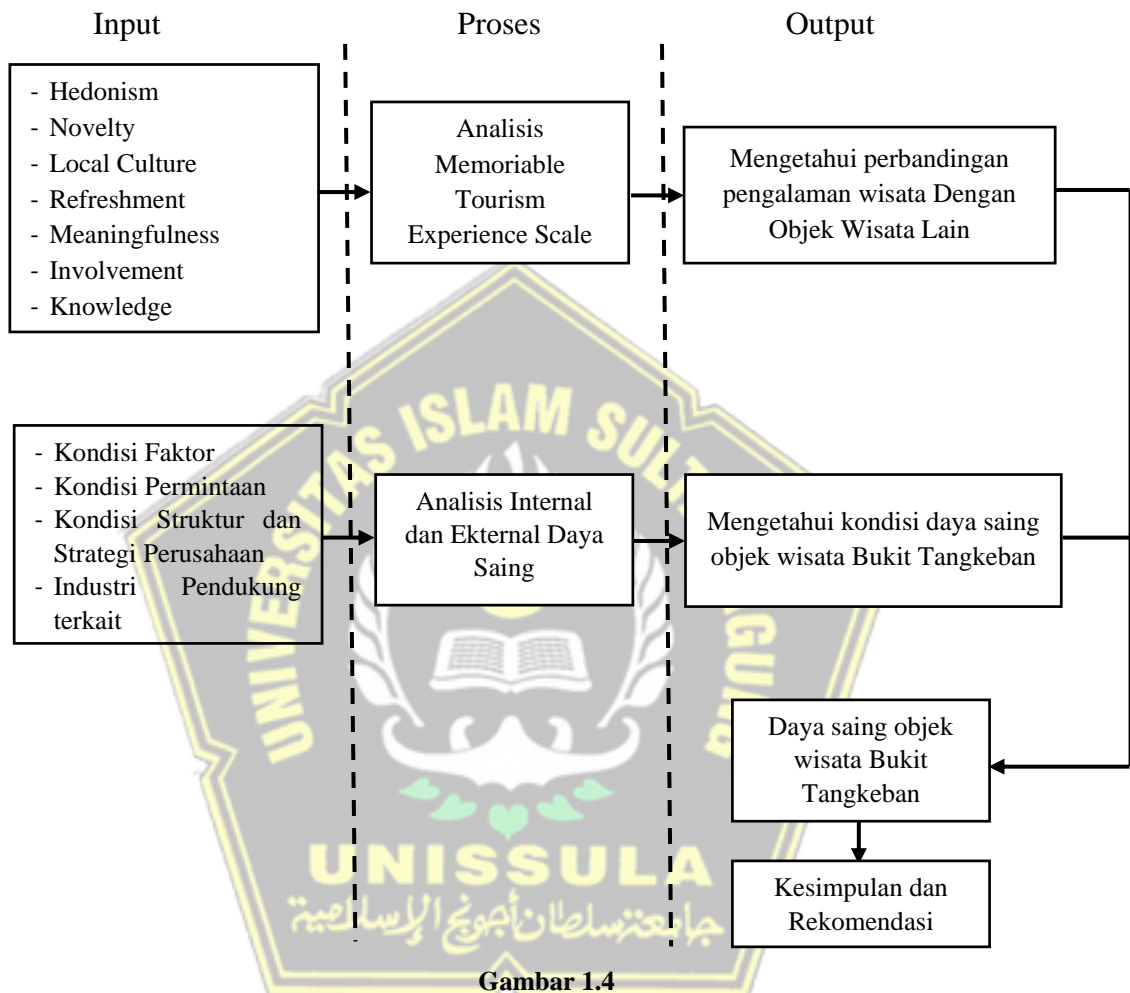 Input
Proses
Output
- Hedonism
- Novelty
- Local Culture
- Refreshment
- Meaningfulness
- Involvement
- Knowledge
Analisis
Memoriable
Tourism
Experience Scale
Mengetahui perbandingan
pengalaman wisata Dengan
Objek Wisata Lain
- Kondisi Faktor
- Kondisi Permintaan
- Kondisi Struktur dan
Strategi Perusahaan
- Industri Pendukung
terkait
Analisis Internal
dan Ekternal Daya
Saing
Mengetahui kondisi daya saing
objek wisata Bukit Tangkeban
Daya saing objek
wisata Bukit
Tangkeban
Kesimpulan dan
Rekomendasi
UNIVERSITAS ISLAM SULTAN AGUNG
UNISSULA
جامعة سلطان أجونج الإسلامية
Gambar 1.4